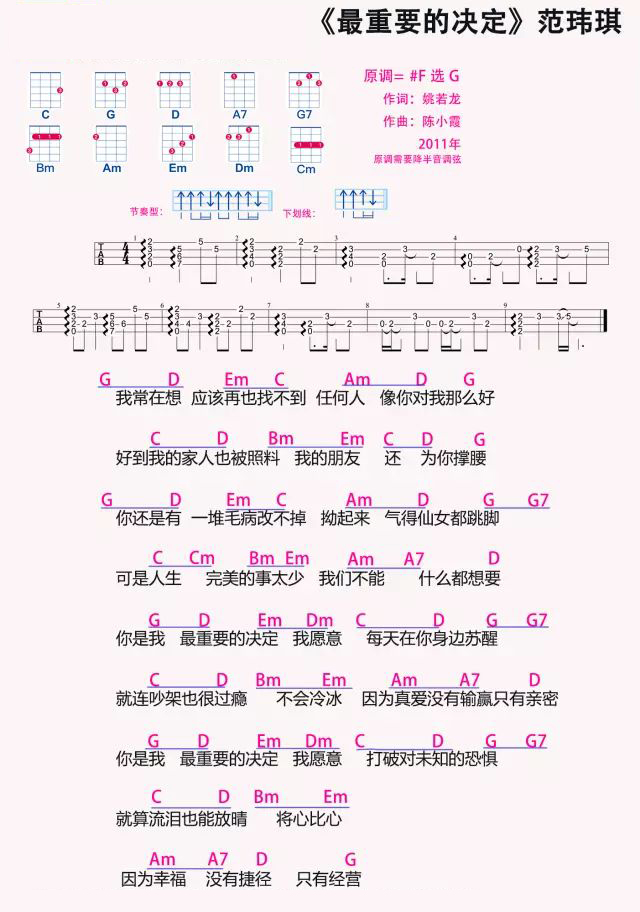 《最重要的决定》范玮琪
原调= #F 选 G
作词：姚若龙
作曲：陈小霞
2011年
原调需要降半音调弦
C G D A7 G7
Bm Am Em Dm Cm
节奏型： 下划线：
G D Em C Am D G
我常在想 应该再也找不到 任何人 像你对我那么好
C D Bm Em C D G
好到我的家人也被照料 我的朋友 还 为你撑腰
G D Em C Am D G G7
你还是有 一堆毛病改不掉 拗起来 气得仙女都跳脚
C Cm Bm Em Am A7 D
可是人生 完美的事太少 我们不能 什么都想要
G D Em Dm C D G G7
你是我 最重要的决定 我愿意 每天在你身边苏醒
C D Bm Em Am A7 D
就连吵架也很过瘾 不会冷冰 因为真爱没有输赢只有亲密
G D Em Dm C D G G7
你是我 最重要的决定 我愿意 打破对未知的恐惧
C D Bm Em
就算流泪也能放晴 将心比心
Am A7 D G
因为幸福 没有捷径 只有经营